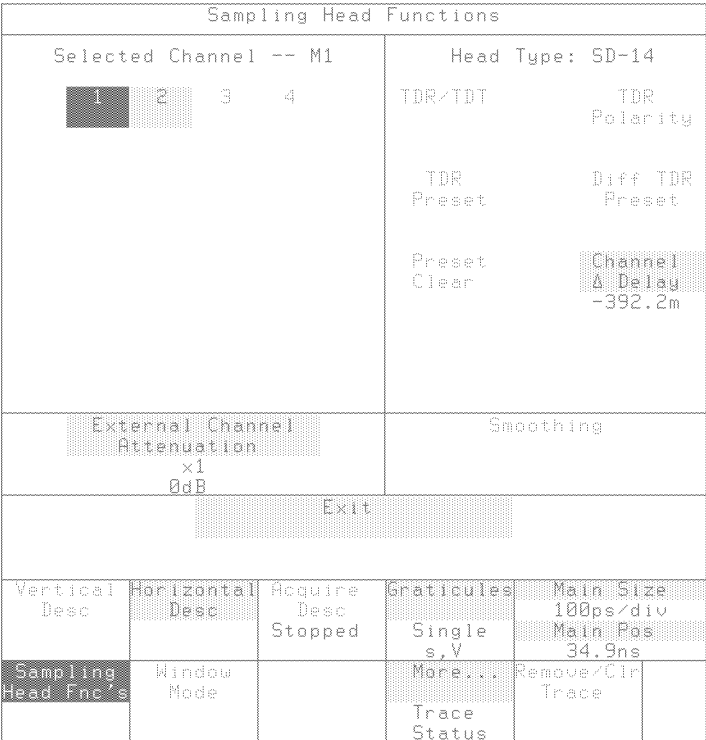 Sampling Head Functions
Selected Channel -- M1
1 2 3 4
External Channel
Attenuation
×1
0dB
Head Type: SD-14
TDR/TDT
TDR
Polarity
TDR
Preset
Diff TDR
Preset
Preset
Clear
Channel
Δ Delay
-392.2m
Smoothing
Exit
Vertical
Desc
Horizontal
Desc
Acquire
Desc
Stopped
Graticules
Single
s,V
Main Size
100ps/div
Main Pos
34.9ns
Sampling
Head Fnc's
Window
Mode
More...
Trace
Status
Remove/Clr
Trace